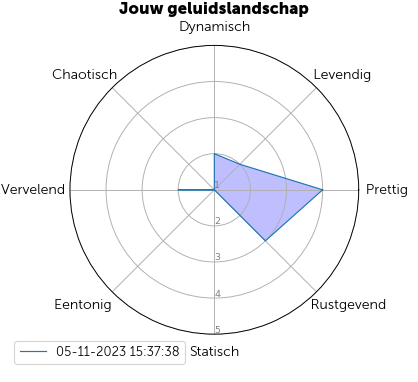 Jouw geluidslandschap
Dynamisch
Chaotisch
Levendig
Vervelend
1
Prettig
2
3
4
Eentonig
Rustgevend
5
05-11-2023 15:37:38
Statisch